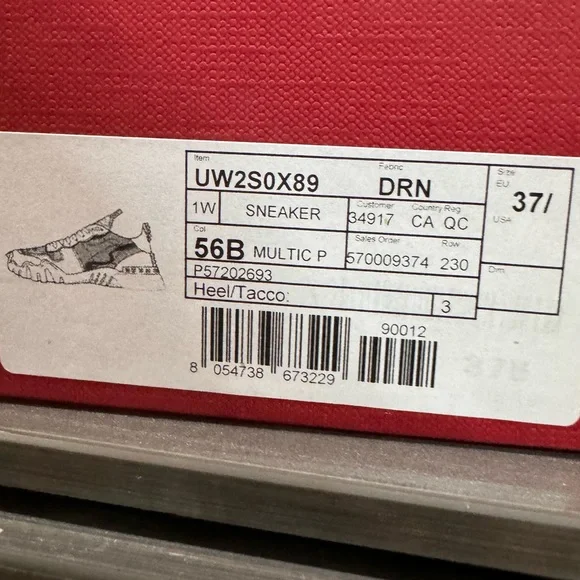 Item
UW2S0X89
Fabric
DRN
1W SNEAKER
Customer
34917
Country Reg
CA QC
Col
56B MULTIC P
Sales Order
570009374
Row
230
P57202693
Heel/Tacco:
3
Size
EU
37/
USA
Dm
90012
8 054738 673229